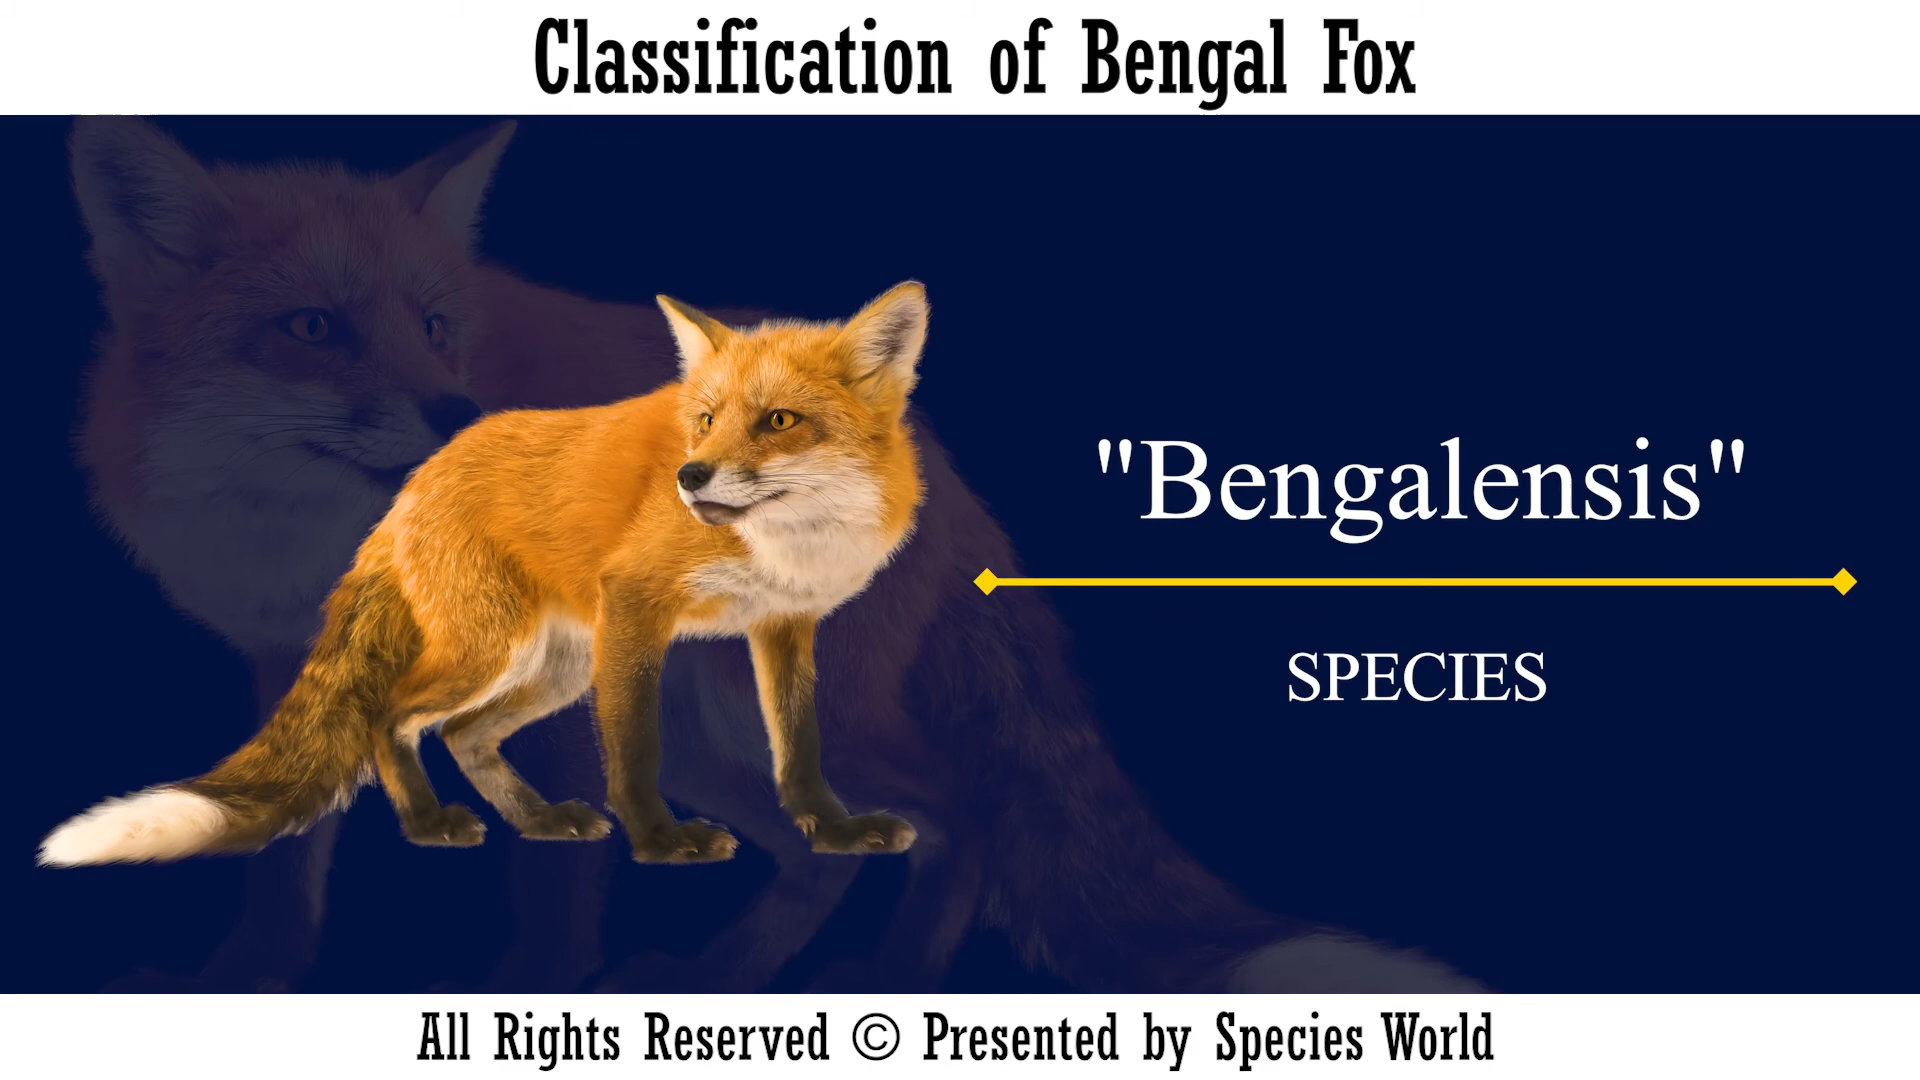 Classification of Bengal Fox
"Bengalensis"
SPECIES
All Rights Reserved © Presented by Species World